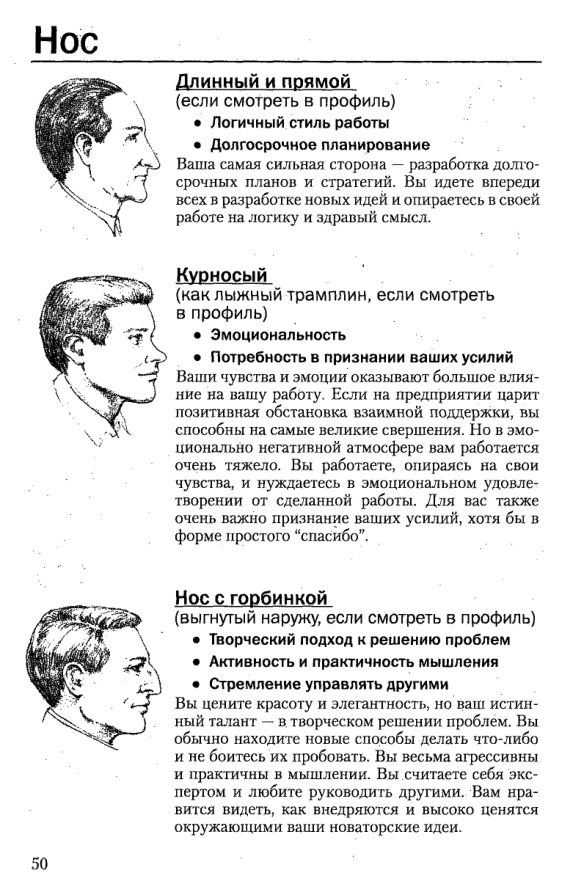 Нос
Длинный и прямой
(если смотреть в профиль)
• Логичный стиль работы
• Долгосрочное планирование
Ваша самая сильная сторона — разработка долго-
срочных планов и стратегий. Вы идете впереди
всех в разработке новых идей и опираетесь в своей
работе на логику и здравый смысл.
Курносый
(как лыжный трамплин, если смотреть
в профиль)
• Эмоциональность
• Потребность в признании ваших усилий
Ваши чувства и эмоции оказывают большое влия-
ние на вашу работу. Если на предприятии царит
позитивная обстановка взаимной поддержки, вы
способны на самые великие свершения. Но в эмо-
ционально негативной атмосфере вам работается
очень тяжело. Вы работаете, опираясь на свои
чувства, и нуждаетесь в эмоциональном удовле-
творении от сделанной работы. Для вас также
очень важно признание ваших усилий, хотя бы в
форме простого “спасибо”.
Нос с горбинкой
(выгнутый наружу, если смотреть в профиль)
• Творческий подход к решению проблем
• Активность и практичность мышления
• Стремление управлять другими
Вы цените красоту и элегантность, но ваш истин-
ный талант — в творческом решении проблем. Вы
обычно находите новые способы делать что-либо
и не боитесь их пробовать. Вы весьма агрессивны
и практичны в мышлении. Вы считаете себя экс-
пертом и любите руководить другими. Вам нра-
вится видеть, как внедряются и высоко ценятся
окружающими ваши новаторские идеи.
50